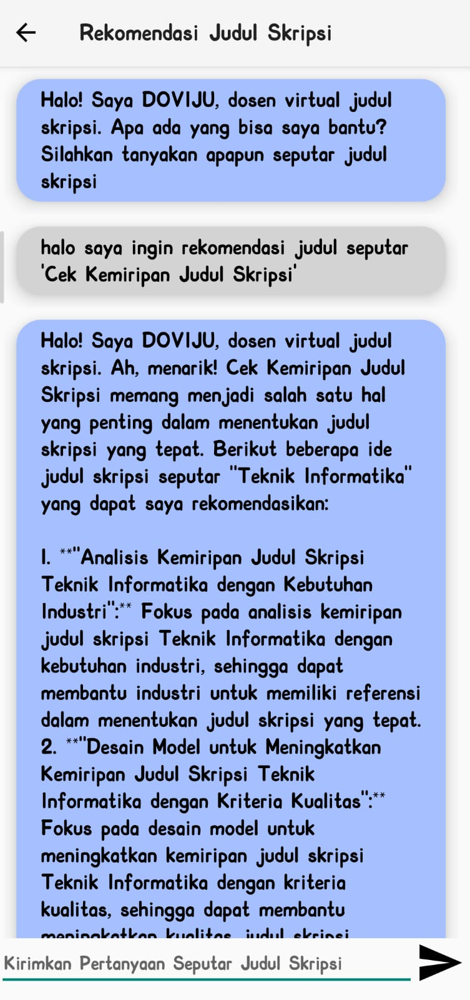 Rekomendasi Judul Skripsi
Halo! Saya DOVIJU, dosen virtual judul
skripsi. Apa ada yang bisa saya bantu?
Silahkan tanyakan apapun seputar judul
skripsi
halo saya ingin rekomendasi judul seputar
'Cek Kemiripan Judul Skripsi'
Halo! Saya DOVIJU, dosen virtual judul
skripsi. Ah, menarik! Cek Kemiripan Judul
Skripsi memang menjadi salah satu hal
yang penting dalam menentukan judul
skripsi yang tepat. Berikut beberapa ide
judul skripsi seputar "Teknik Informatika"
yang dapat saya rekomendasikan:
1. **"Analisis Kemiripan Judul Skripsi
Teknik Informatika dengan Kebutuhan
Industri":** Fokus pada analisis kemiripan
judul skripsi Teknik Informatika dengan
kebutuhan industri, sehingga dapat
membantu industri untuk memiliki referensi
dalam menentukan judul skripsi yang tepat.
2. **"Desain Model untuk Meningkatkan
Kemiripan Judul Skripsi Teknik
Informatika dengan Kriteria Kualitas":**
Fokus pada desain model untuk
meningkatkan kemiripan judul skripsi
Teknik Informatika dengan kriteria
kualitas, sehingga dapat membantu
meningkatkan kualitas judul skripsi
Kirimkan Pertanyaan Seputar Judul Skripsi